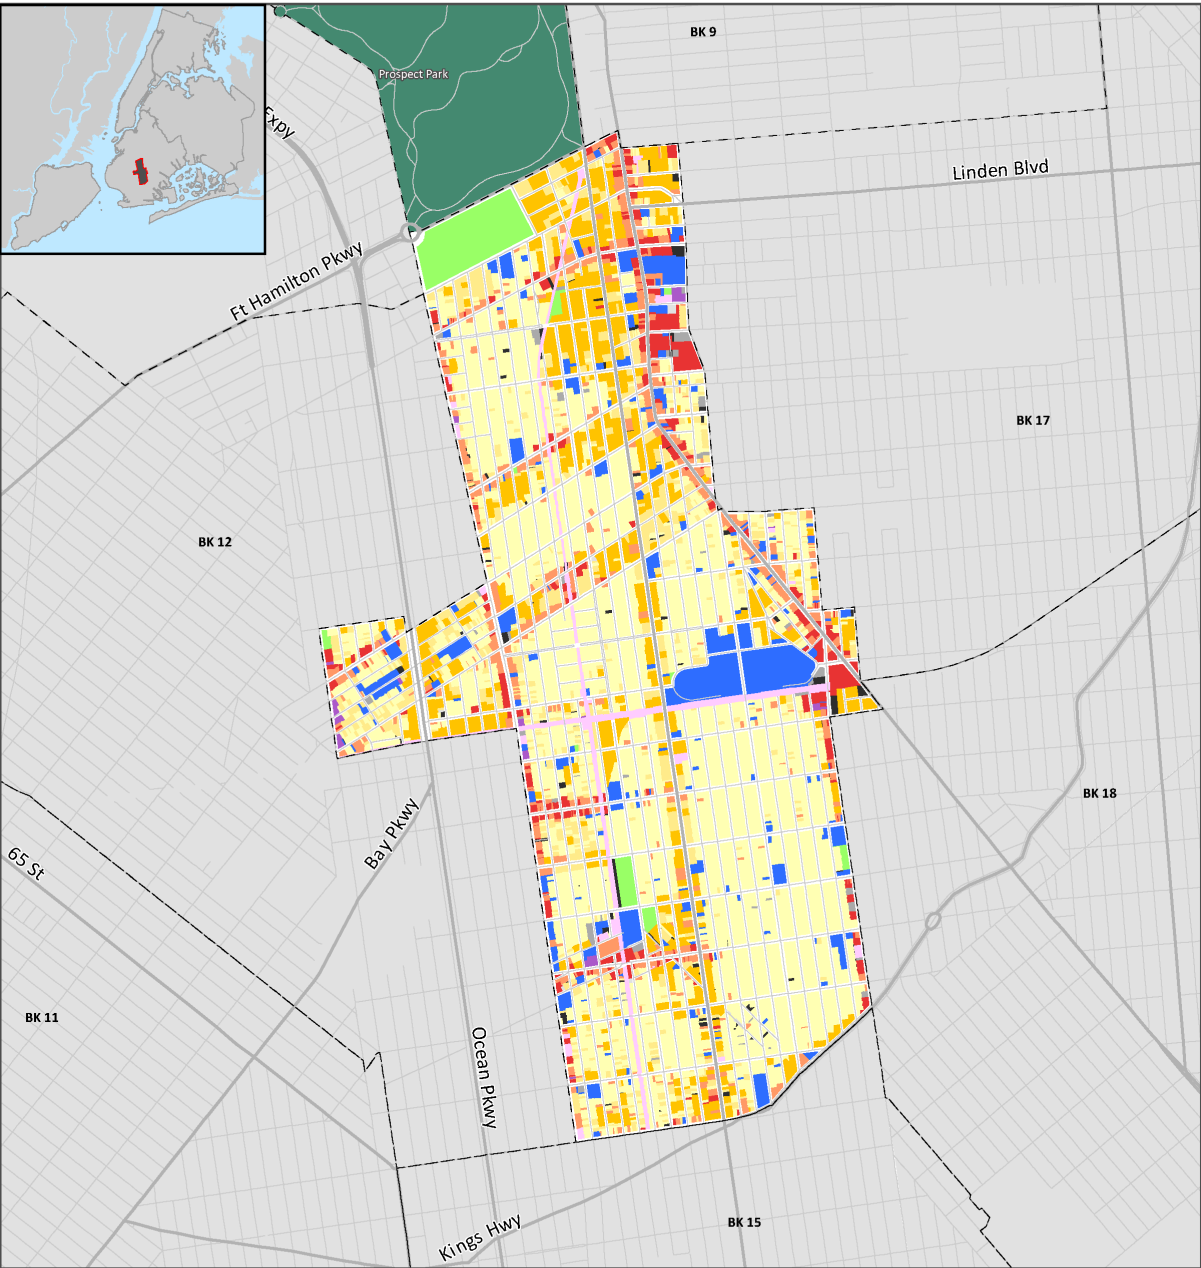 BK 9
Prospect Park
Expy
Linden Blvd
Ft Hamilton Pkwy
BK 17
BK 12
BK 18
Bay Pkwy
65 St
BK 11
Ocean Pkwy
Kings Hwy
BK 15